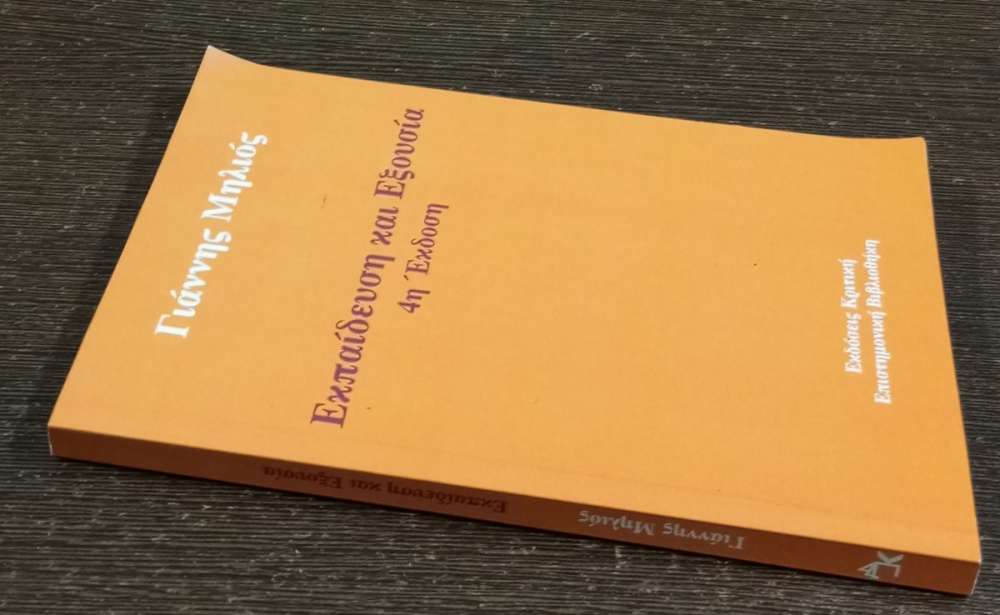 Γιάννης Μηλιός
Εκπαίδευση και Εξουσία
4η Έκδοση
Εκδόσεις Κριτική
Επιστημονική Βιβλιοθήκη
Γιάννης Μηλιός
Εκπαίδευση και Εξουσία